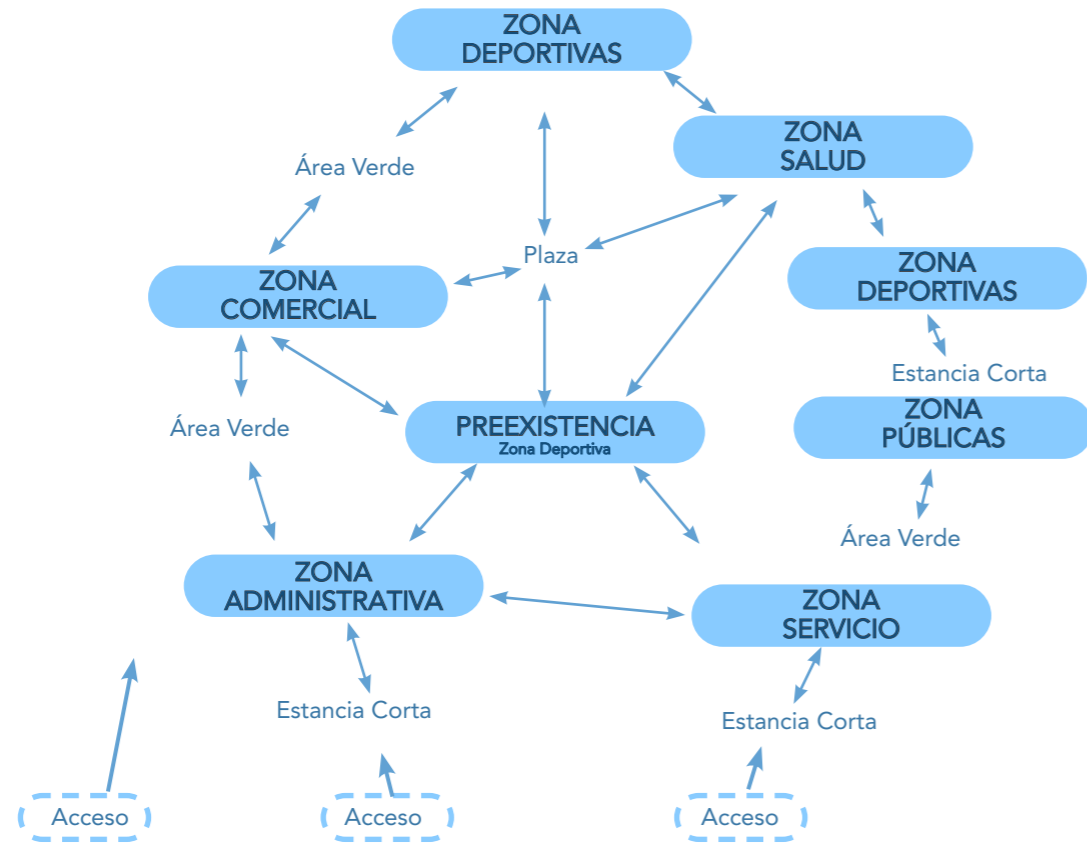 ZONA
DEPORTIVAS
ZONA
SALUD
Área Verde
Plaza
ZONA
COMERCIAL
ZONA
DEPORTIVAS
Estancia Corta
Área Verde
PREEXISTENCIA
Zona Deportiva
ZONA
PÚBLICAS
Área Verde
ZONA
ADMINISTRATIVA
ZONA
SERVICIO
Estancia Corta
Estancia Corta
Acceso
Acceso
Acceso